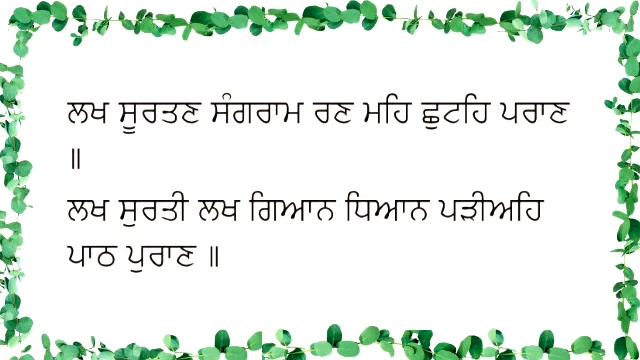 ਲਖ ਸੂਰਤਣ ਸੰਗਰਾਮ ਰਣ ਮਹਿ ਛੁਟਹਿ ਪਰਾਣ
॥
ਲਖ ਸੁਰਤੀ ਲਖ ਗਿਆਨ ਧਿਆਨ ਪੜੀਅਹਿ
ਪਾਠ ਪੁਰਾਣ ॥